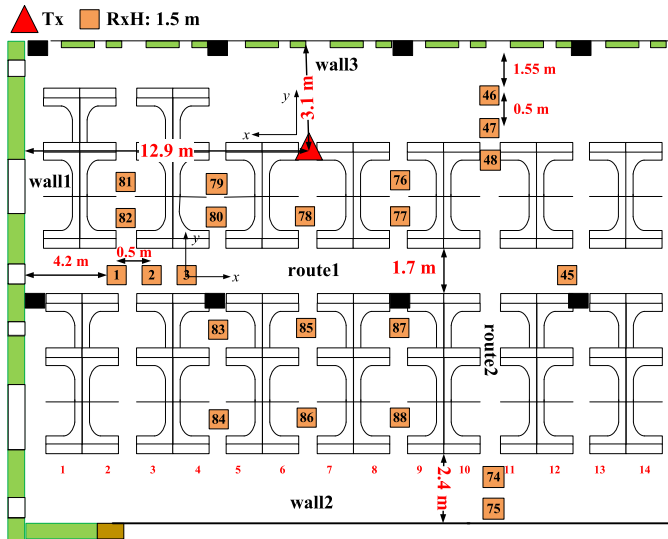 Tx RxH: 1.5 m
wall3
1.55 m
46
0.5 m
47
48
3.1 m
y
x
12.9 m
wall1
81
79
76
82
80
78
77
4.2 m
0.5 m
y
1
2
3
x
route1
1.7 m
45
83
85
87
route2
84
86
88
1 2 3 4 5 6 7 8 9 10 11 12 13 14
2.4 m
74
75
wall2